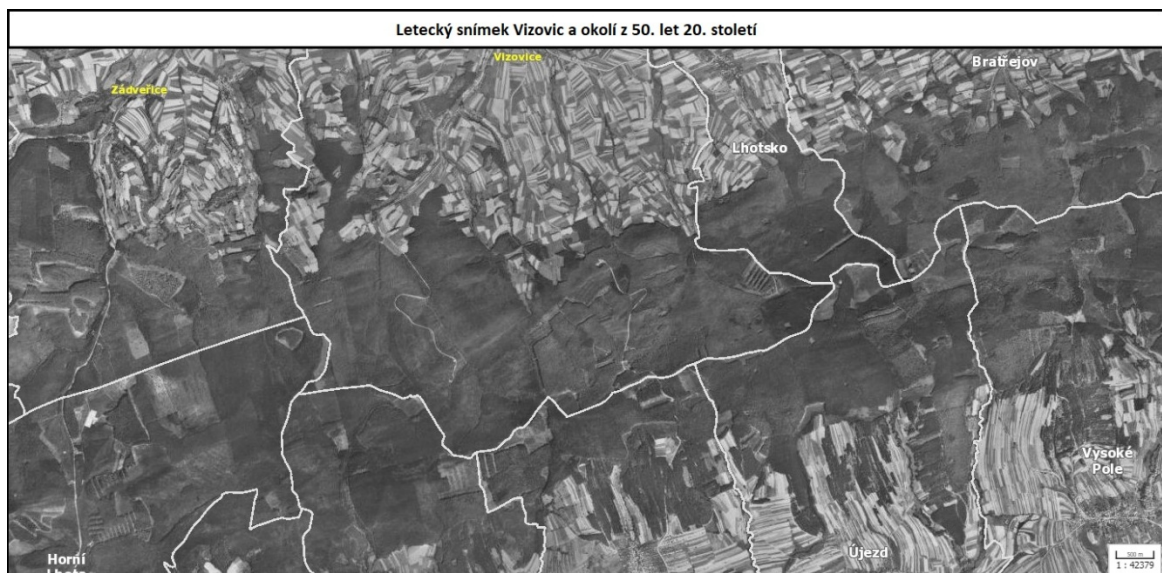 Letecký snímek Vizovic a okolí z 50. let 20. století
Vizovice
Bratřejov
Zádveřice
Lhotsko
Vysoké
Pole
Újezd
Horní
Lhota
500 m
1 : 42379